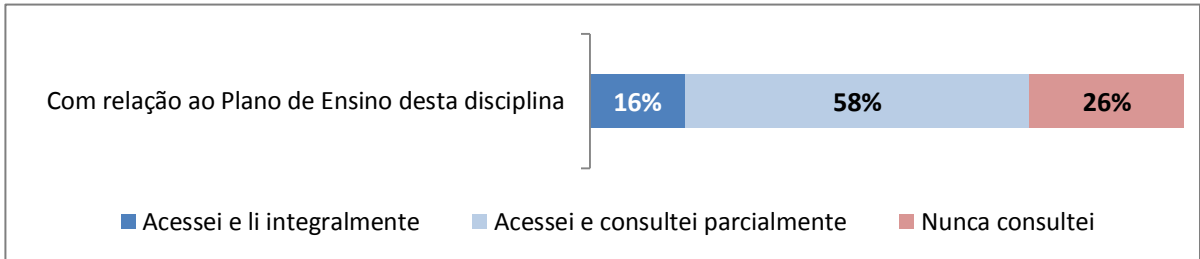 Com relação ao Plano de Ensino desta disciplina
16%
58%
26%
Acessei e li integralmente
Acessei e consultei parcialmente
Nunca consultei